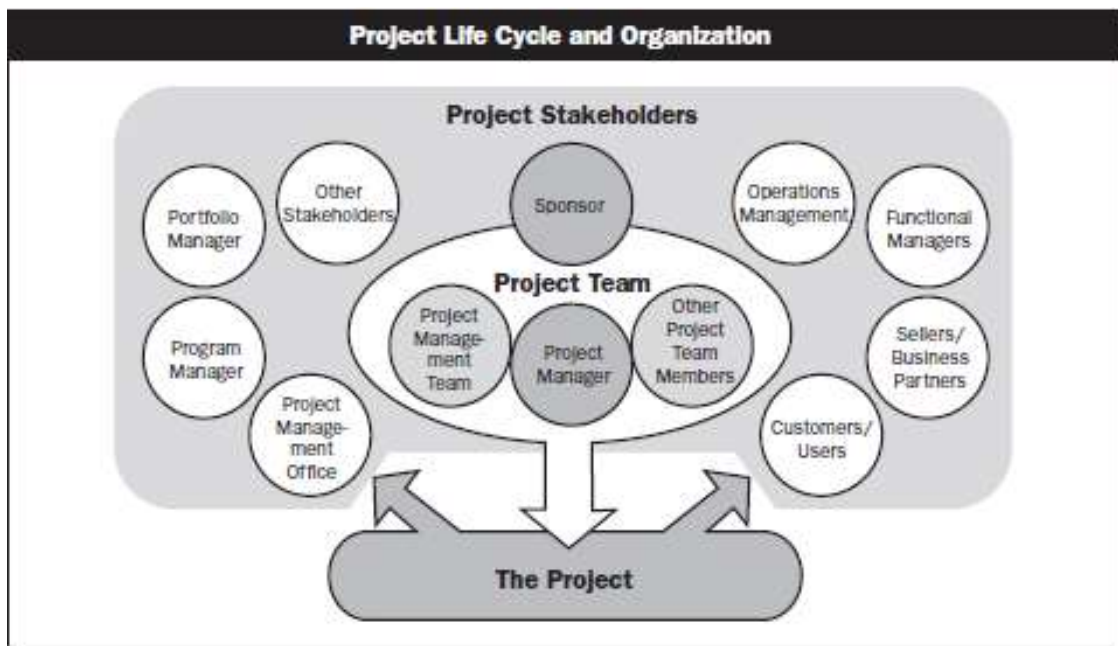 Project Life Cycle and Organization
Project Stakeholders
Portfolio
Manager
Other
Stakeholders
Sponsor
Operations
Management
Functional
Managers
Project Team
Program
Manager
Project
Manage-
ment
Team
Project
Manager
Other
Project
Team
Members
Sellers/
Business
Partners
Project
Manage-
ment
Office
Customers/
Users
The Project